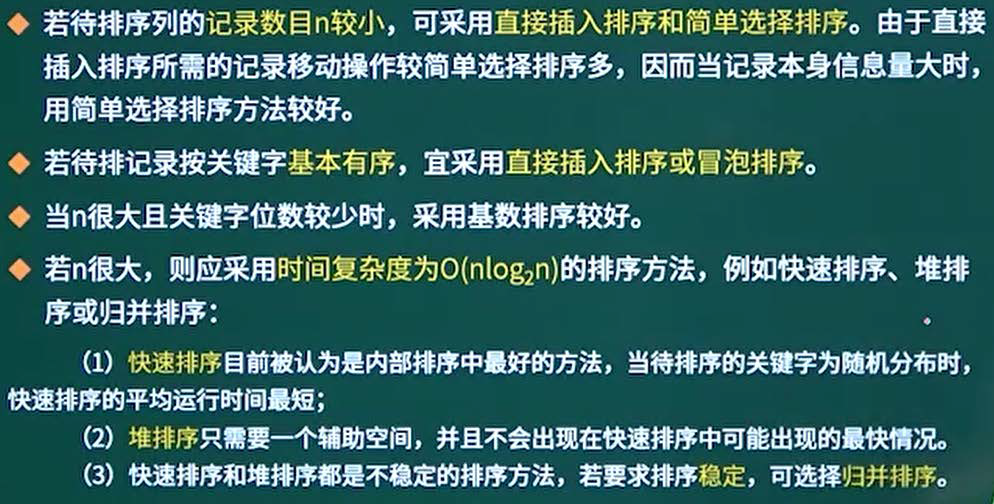 ◆ 若待排序列的记录数目n较小，可采用直接插入排序和简单选择排序。由于直接
插入排序所需的记录移动操作较简单选择排序多，因而当记录本身信息量大时，
用简单选择排序方法较好。
◆ 若待排记录按关键字基本有序，宜采用直接插入排序或冒泡排序。
◆ 当n很大且关键字位数较少时，采用基数排序较好。
◆ 若n很大，则应采用时间复杂度为O(nlog₂n)的排序方法，例如快速排序、堆排
序或归并排序：
（1）快速排序目前被认为是内部排序中最好的方法，当待排序的关键字为随机分布时，
快速排序的平均运行时间最短；
（2）堆排序只需要一个辅助空间，并且不会出现在快速排序中可能出现的最快情况。
（3）快速排序和堆排序都是不稳定的排序方法，若要求排序稳定，可选择归并排序。